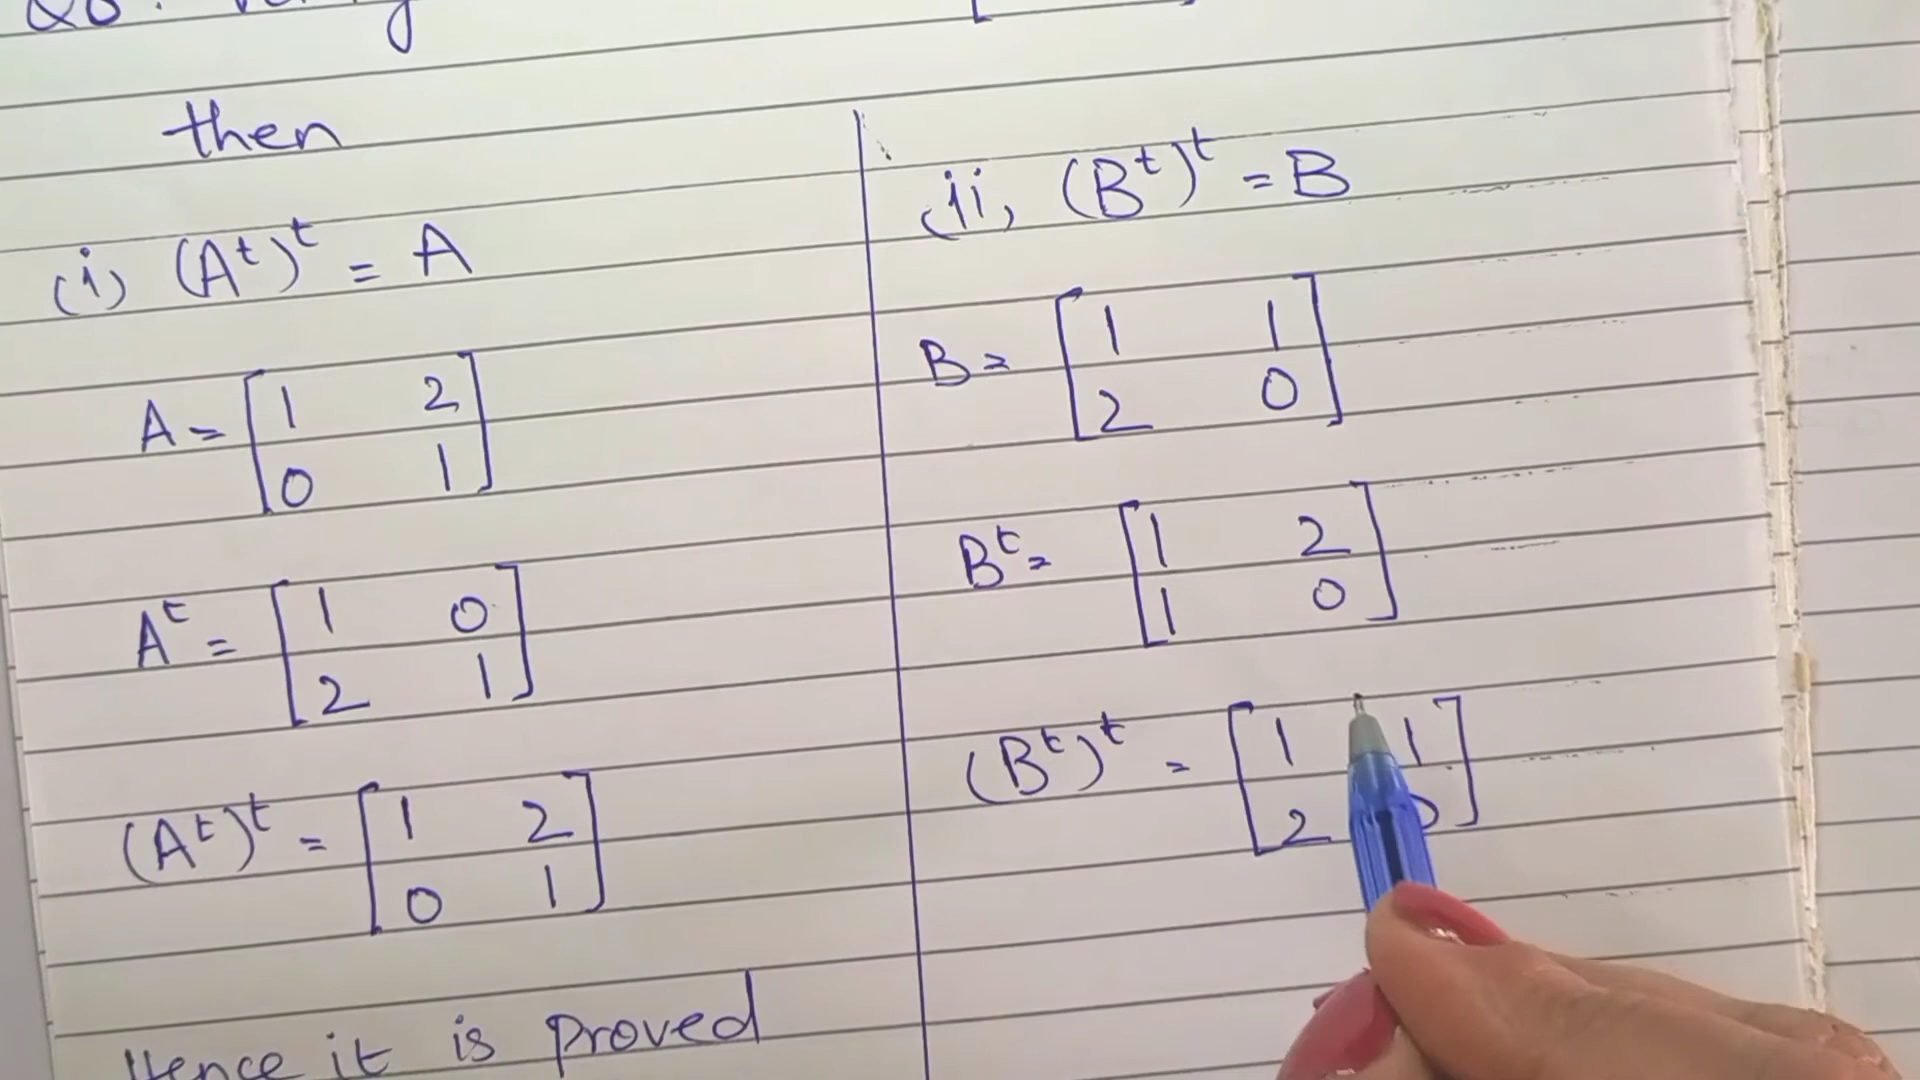 then
(i) (A^t)^t = A
A = [1 2
0 1]
A^t = [1 0
2 1]
(A^t)^t = [1 2
0 1]
Hence it is proved
(ii) (B^t)^t = B
B = [1 1
2 0]
B^t = [1 2
1 0]
(B^t)^t = [1 1
2 0]